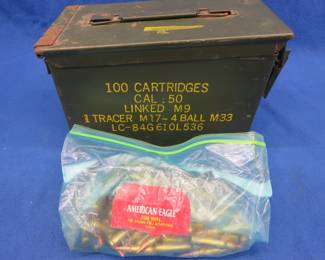 100 CARTRIDGES
CAL .50
LINKED M9
1 TRACER M17-4 BALL M33
LC-84G610L536
AMERICAN EAGLE